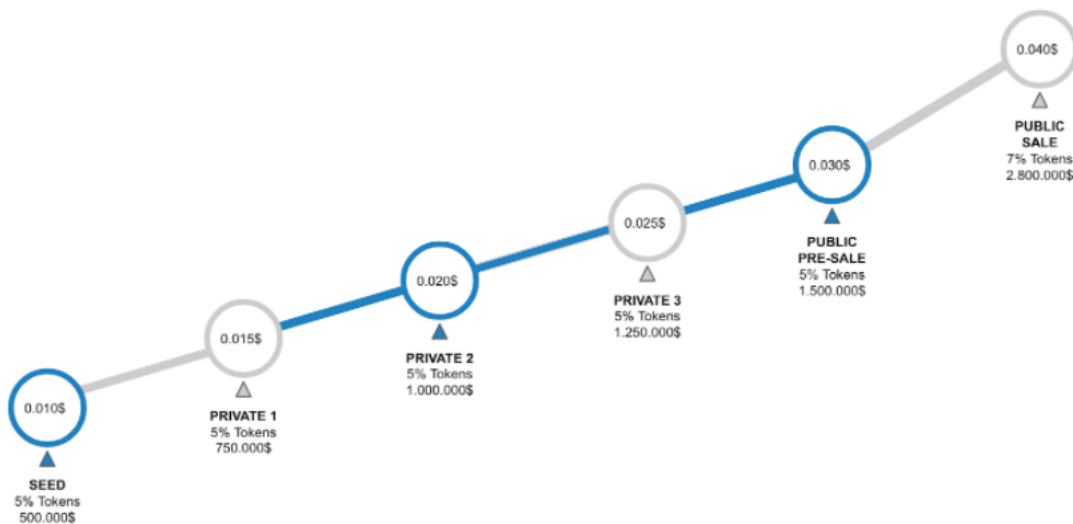 0.010$
SEED
5% Tokens
500.000$
0.015$
PRIVATE 1
5% Tokens
750.000$
0.020$
PRIVATE 2
5% Tokens
1.000.000$
0.025$
PRIVATE 3
5% Tokens
1.250.000$
0.030$
PUBLIC
PRE-SALE
5% Tokens
1.500.000$
0.040$
PUBLIC
SALE
7% Tokens
2.800.000$